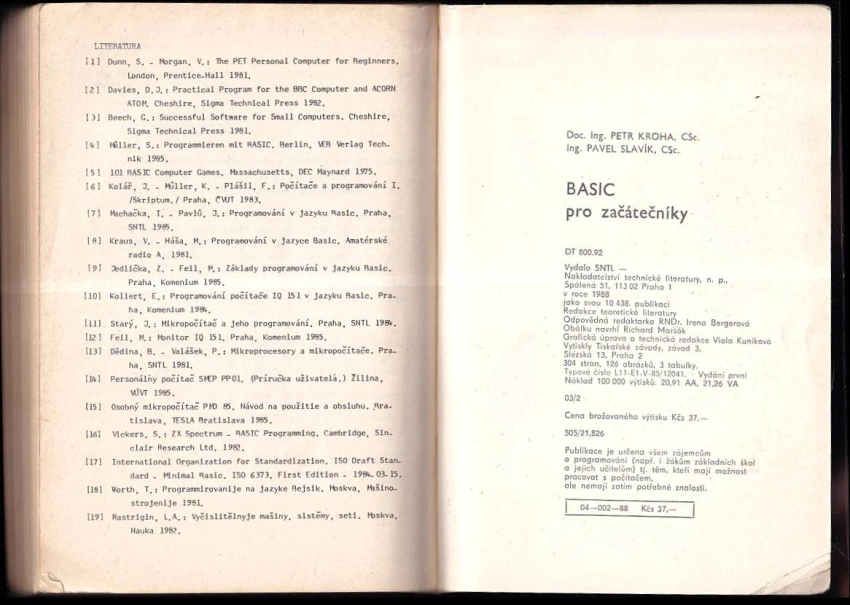 LITERATURA
[1] Dunn, S. - Morgan, V.: The PET Personal Computer for Beginners.
London, Prentice-Hall 1981.
[2] Davies, D.J.: Practical Program for the BBC Computer and ACORN
ATOM. Cheshire, Sigma Technical Press 1982.
[3] Beech, G.: Successful Software for Small Computers. Cheshire,
Sigma Technical Press 1981.
[4] Müller, S.: Programmieren mit BASIC. Berlin, VEB Verlag Tech-
nik 1985.
[5] 101 BASIC Computer Games. Massachusetts, DEC Maynard 1975.
[6] Kolář, J. - Müller, K. - Plášil, F.: Počítače a programování I.
/Skriptum./ Praha, ČVUT 1983.
[7] Machačka, I. - Pavlů, J.: Programování v jazyku Basic. Praha,
SNTL 1985.
[8] Kraus, V. - Háša, M.: Programování v jazyce Basic. Amatérské
radio A, 1981.
[9] Jedlička, Z. - Feil, M.: Základy programování v jazyku Basic.
Praha, Komenium 1985.
[10] Kollert, E.: Programování počítače IQ 151 v jazyku Basic. Pra-
ha, Komenium 1984.
[11] Starý, J.: Mikropočítač a jeho programování. Praha, SNTL 1984.
[12] Feil, M.: Monitor IQ 151. Praha, Komenium 1985.
[13] Dědina, B. - Valášek, P.: Mikroprocesory a mikropočítače. Pra-
ha, SNTL 1981.
[14] Personálny počítač SMEP PP01. (Príručka uživatelá.) Žilina,
VÚVT 1985.
[15] Osobný mikropočítač PMD 85. Návod na použitie a obsluhu. Bra-
tislava, TESLA Bratislava 1985.
[16] Vickers, S.: ZX Spectrum - BASIC Programming. Cambridge, Sin-
clair Research Ltd. 1982.
[17] International Organization for Standardization. ISO Draft Stan-
dard - Minimal Basic. ISO 6373, First Edition - 1984-03-15.
[18] Worth, T.: Programmirovanije na jazyke Bejsik. Moskva, Mašino-
strojenije 1981.
[19] Rastrigin, L.A.: Vyčislitělnyje mašiny, sistěmy, seti. Moskva,
Nauka 1982.
Doc. Ing. PETR KROHA, CSc.
Ing. PAVEL SLAVÍK, CSc.
BASIC
pro začátečníky
DT 800.92
Vydalo SNTL —
Nakladatelství technické literatury, n. p.,
Spálená 51, 113 02 Praha 1
v roce 1988
jako svou 10 438. publikaci
Redakce teoretické literatury
Odpovědná redaktorka RNDr. Irena Bergerová
Obálku navrhl Richard Maršák
Grafická úprava a technická redakce Viola Kuníková
Vytiskly Tiskařské závody, závod 3,
Slezská 13, Praha 2
304 stran, 126 obrázků, 3 tabulky.
Typové číslo L11-E1-V-85/12041. Vydání první
Náklad 100 000 výtisků. 20,91 AA, 21,26 VA
03/2
Cena brožovaného výtisku Kčs 37,—
505/21,826
Publikace je určena všem zájemcům
o programování (např. i žákům základních škol
a jejich učitelům) tj. těm, kteří mají možnost
pracovat s počítačem,
ale nemají zatím potřebné znalosti.
04—002—88 Kčs 37,—